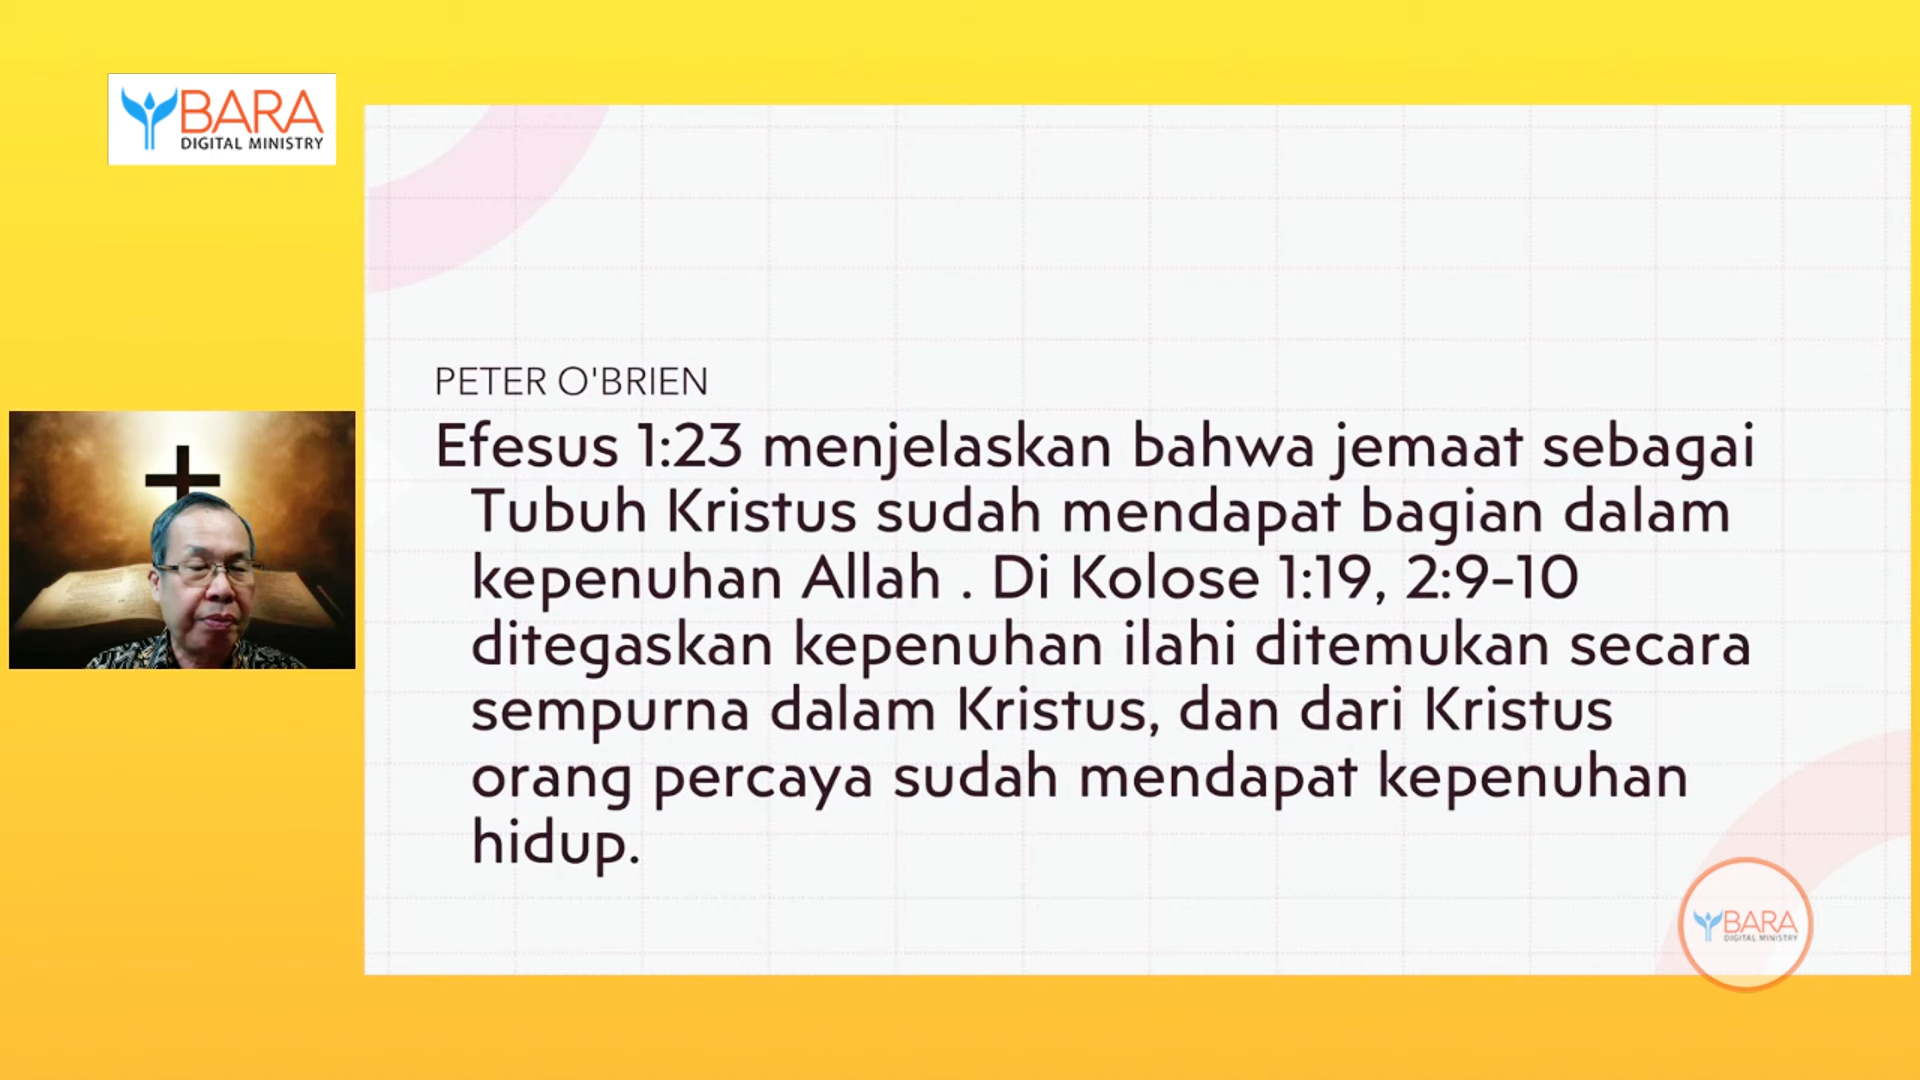 BARA
DIGITAL MINISTRY
PETER O'BRIEN
Efesus 1:23 menjelaskan bahwa jemaat sebagai
Tubuh Kristus sudah mendapat bagian dalam
kepenuhan Allah . Di Kolose 1:19, 2:9-10
ditegaskan kepenuhan ilahi ditemukan secara
sempurna dalam Kristus, dan dari Kristus
orang percaya sudah mendapat kepenuhan
hidup.
BARA
DIGITAL MINISTRY